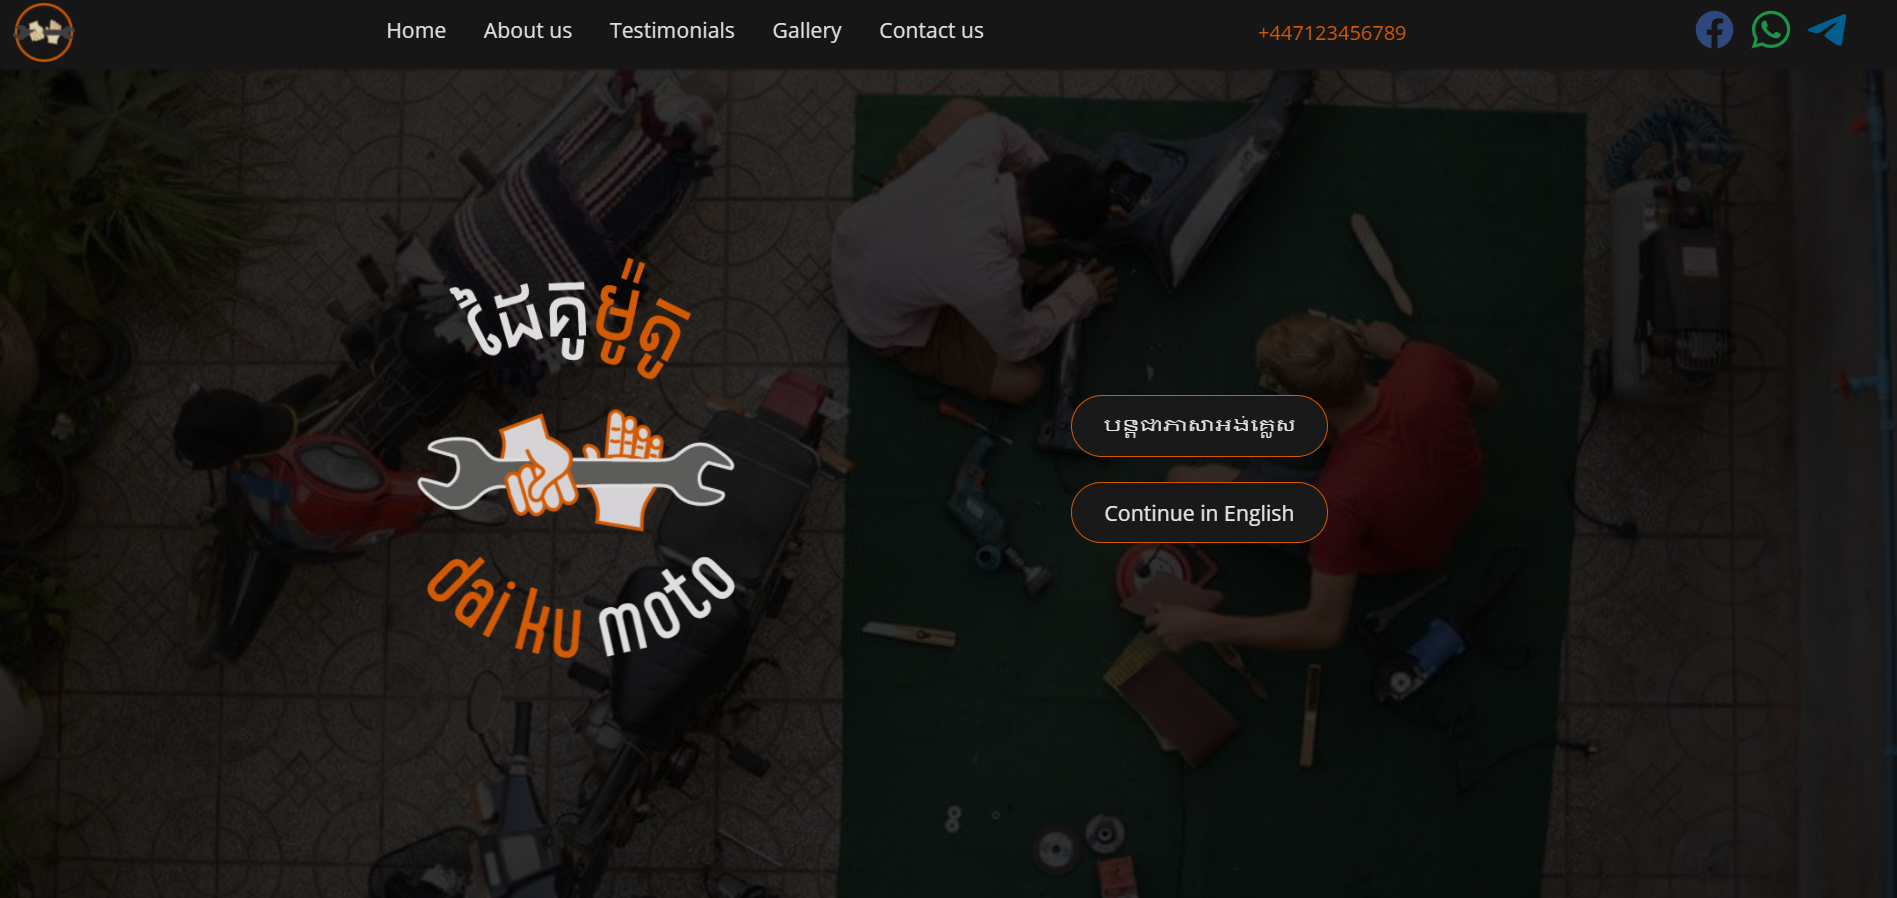 Home
About us
Testimonials
Gallery
Contact us
+447123456789
ដៃគូម៉ូតូ
dai ku moto
បន្តជាភាសាអង់គ្លេស
Continue in English